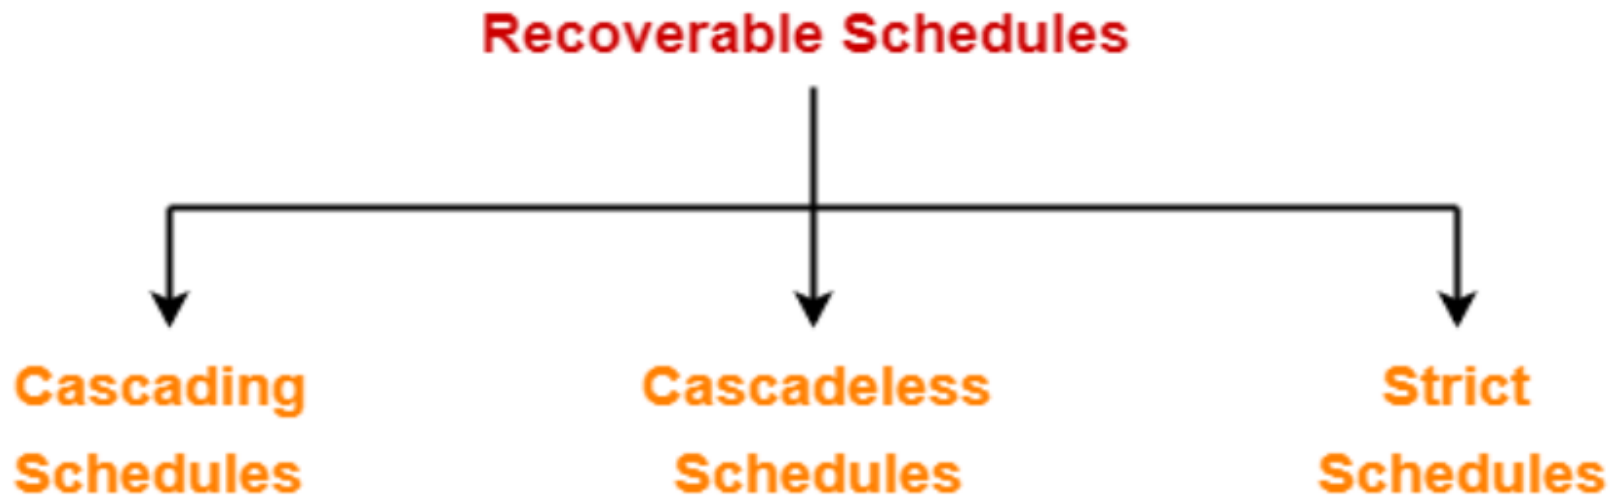 Recoverable Schedules
Cascading
Schedules
Cascadeless
Schedules
Strict
Schedules